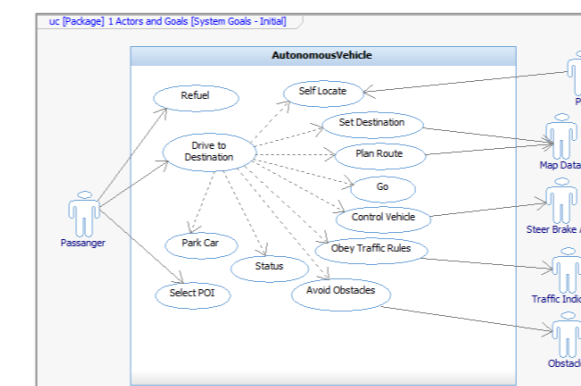 uc [Package] 1 Actors and Goals [System Goals - Initial]
AutonomousVehicle
Refuel
Self Locate
Set Destination
Drive to
Destination
Plan Route
Map Data
Go
Control Vehicle
Passanger
Steer Brake
Park Car
Obey Traffic Rules
Status
Select POI
Avoid Obstacles
Traffic